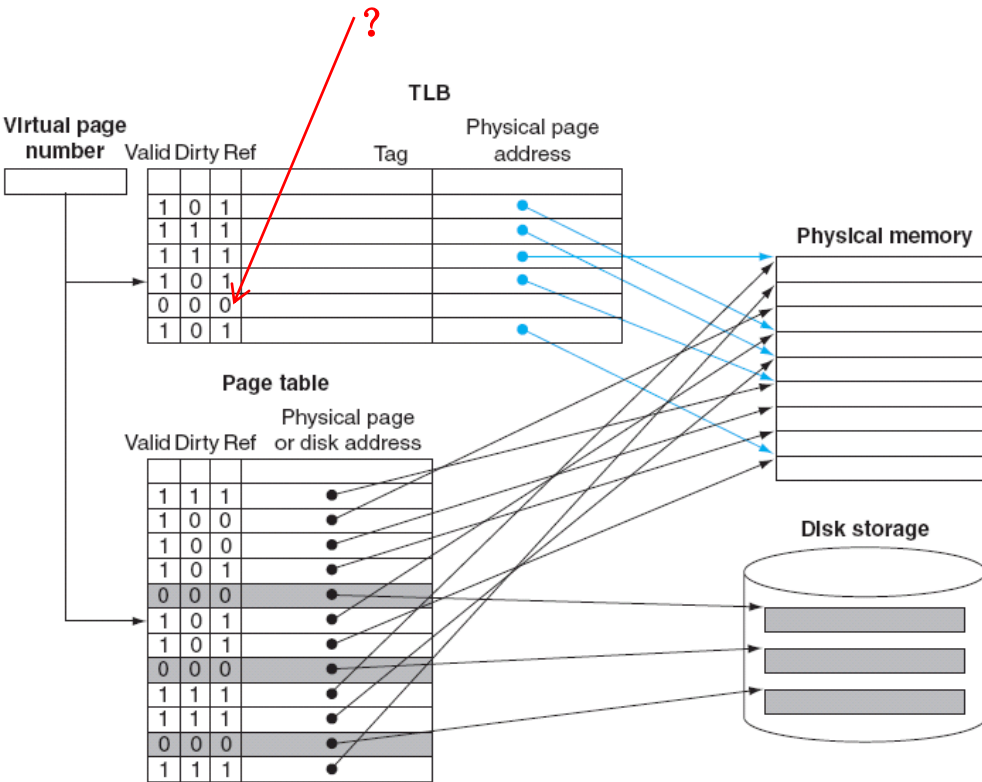 ?
TLB
Virtual page
number
Valid Dirty Ref
Tag
Physical page
address
1 0 1
1 1 1
1 1 1
1 0 1
0 0 0
1 0 1
Physical memory
Page table
Valid Dirty Ref
Physical page
or disk address
1 1 1
1 0 0
1 0 0
1 0 1
0 0 0
1 0 1
1 0 1
0 0 0
1 1 1
1 1 1
0 0 0
1 1 1
Disk storage